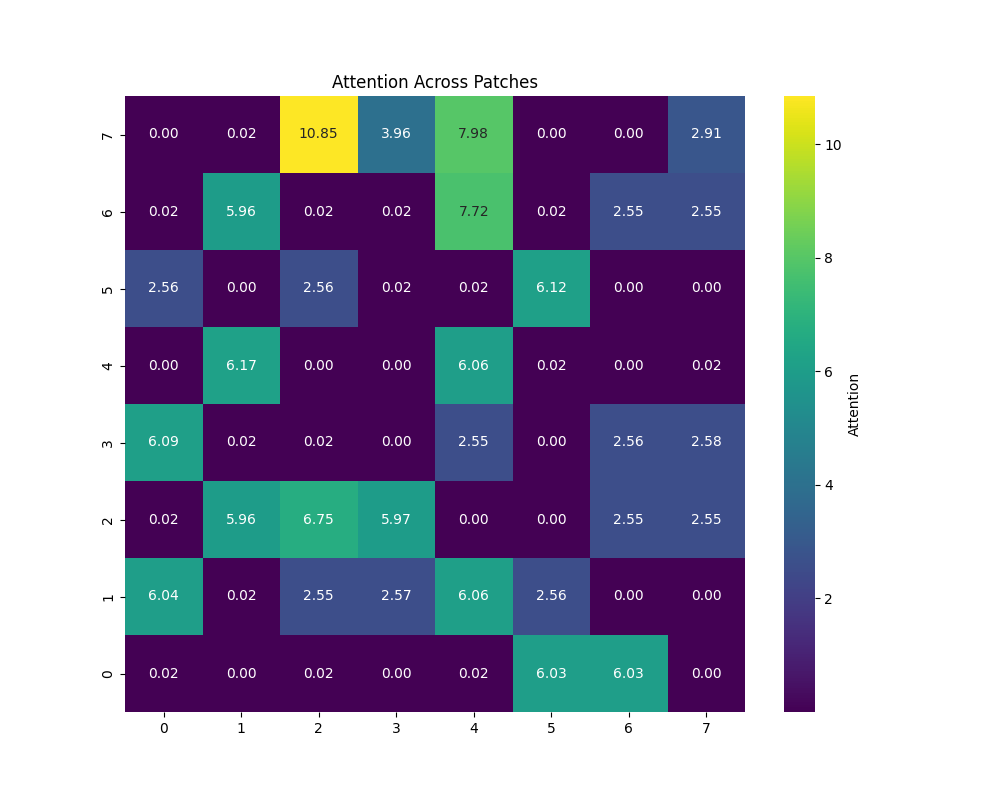 Attention Across Patches
7 0.00 0.02 10.85 3.96 7.98 0.00 0.00 2.91
6 0.02 5.96 0.02 0.02 7.72 0.02 2.55 2.55
5 2.56 0.00 2.56 0.02 0.02 6.12 0.00 0.00
4 0.00 6.17 0.00 0.00 6.06 0.02 0.00 0.02
3 6.09 0.02 0.02 0.00 2.55 0.00 2.56 2.58
2 0.02 5.96 6.75 5.97 0.00 0.00 2.55 2.55
1 6.04 0.02 2.55 2.57 6.06 2.56 0.00 0.00
0 0.02 0.00 0.02 0.00 0.02 6.03 6.03 0.00
0 1 2 3 4 5 6 7
10
8
6
4
2
Attention